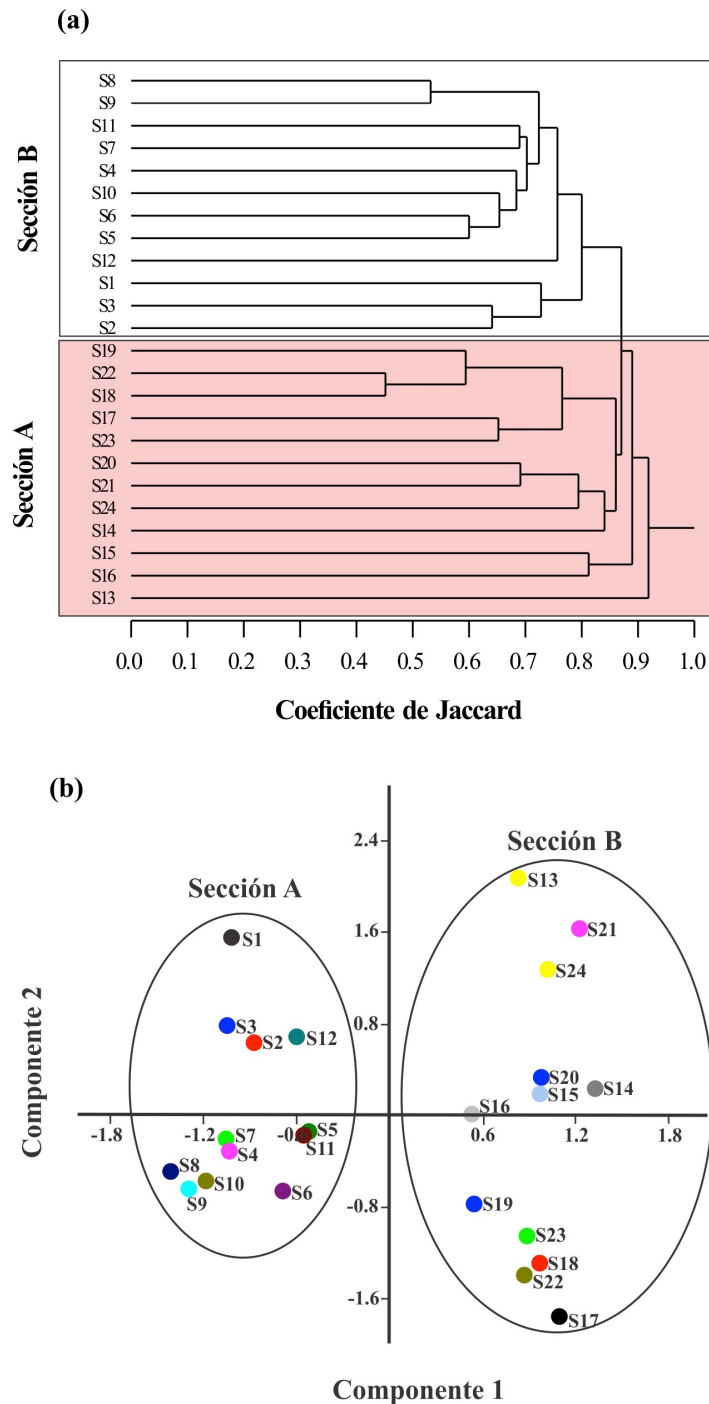 (a)
Sección B
S8
S9
S11
S7
S4
S10
S6
S5
S12
S1
S3
S2
Sección A
S19
S22
S18
S17
S23
S20
S21
S24
S14
S15
S16
S13
0.0 0.1 0.2 0.3 0.4 0.5 0.6 0.7 0.8 0.9 1.0
Coeficiente de Jaccard
(b)
2.4
Sección B
S13
Sección A
S21
S1
1.6
S24
Componente 2
0.8
S3
S12
S2
S20
S14
S15
S16
-1.8 -1.2 -0.6 0.6 1.2 1.8
S7
S5
S11
S4
S8
S10
S6
S9
-0.8
S19
S23
S18
S22
-1.6
S17
Componente 1